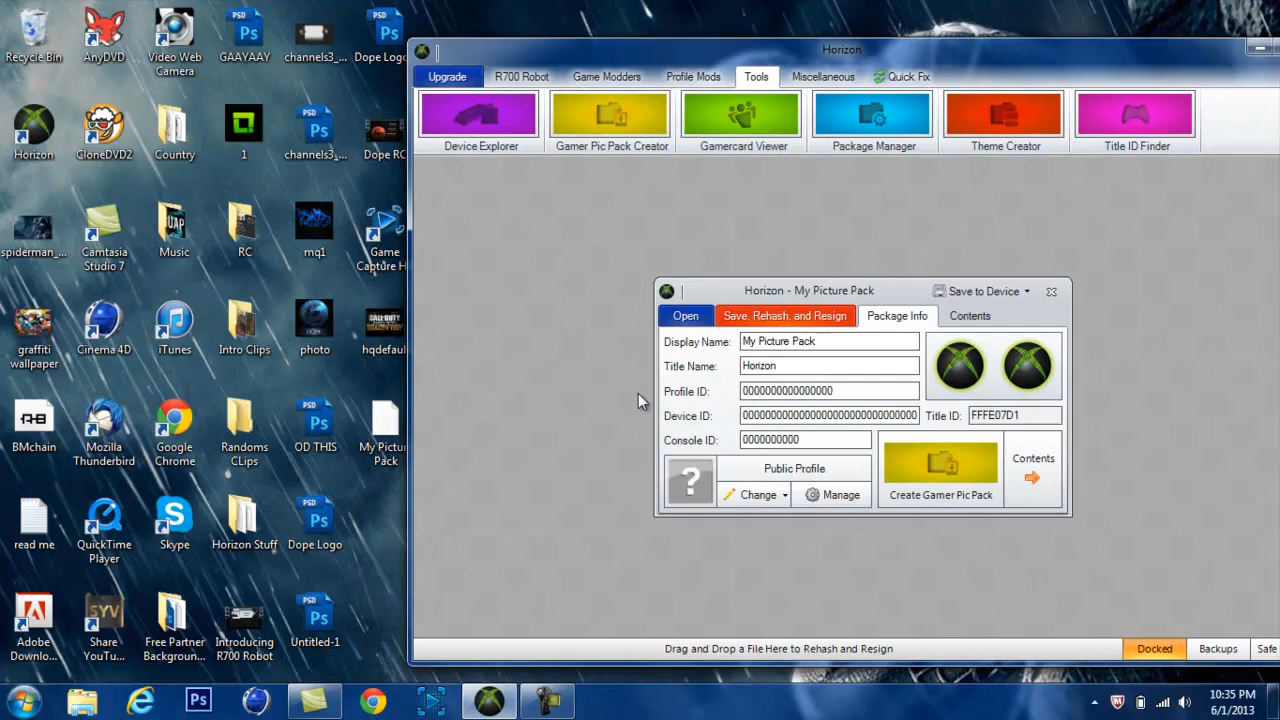 Recycle Bin
AnyDVD
Video Web
Camera
PSD
GAAYAAY
channels3_...
PSD
Dope Logo
Horizon
CloneDVD2
Country
1
PSD
channels3_...
Dope RC
spiderman_...
Camtasia
Studio 7
Music
RC
mq1
Game
Capture H
graffiti
wallpaper
Cinema 4D
iTunes
Intro Clips
photo
hqdefau
BMchain
Mozilla
Thunderbird
Google
Chrome
Randoms
CLips
PSD
OD THIS
My Pictu
Pack
read me
QuickTime
Player
Skype
Horizon Stuff
PSD
Dope Logo
Adobe
Downlo...
SYV
Share
YouTu...
Free Partner
Backgroun...
Introducing
R700 Robot
PSD
Untitled-1
Horizon
Upgrade
R700 Robot
Game Modders
Profile Mods
Tools
Miscellaneous
Quick Fix
Device Explorer
Gamer Pic Pack Creator
Gamercard Viewer
Package Manager
Theme Creator
Title ID Finder
Horizon - My Picture Pack
Save to Device
Open
Save, Rehash, and Resign
Package Info
Contents
Display Name: My Picture Pack
Title Name: Horizon
Profile ID: 0000000000000000
Device ID: 0000000000000000000000000000
Title ID: FFFE07D1
Console ID: 0000000000
Public Profile
Change
Manage
Create Gamer Pic Pack
Contents
Drag and Drop a File Here to Rehash and Resign
Docked
Backups
Safe
Ps
10:35 PM
6/1/2013